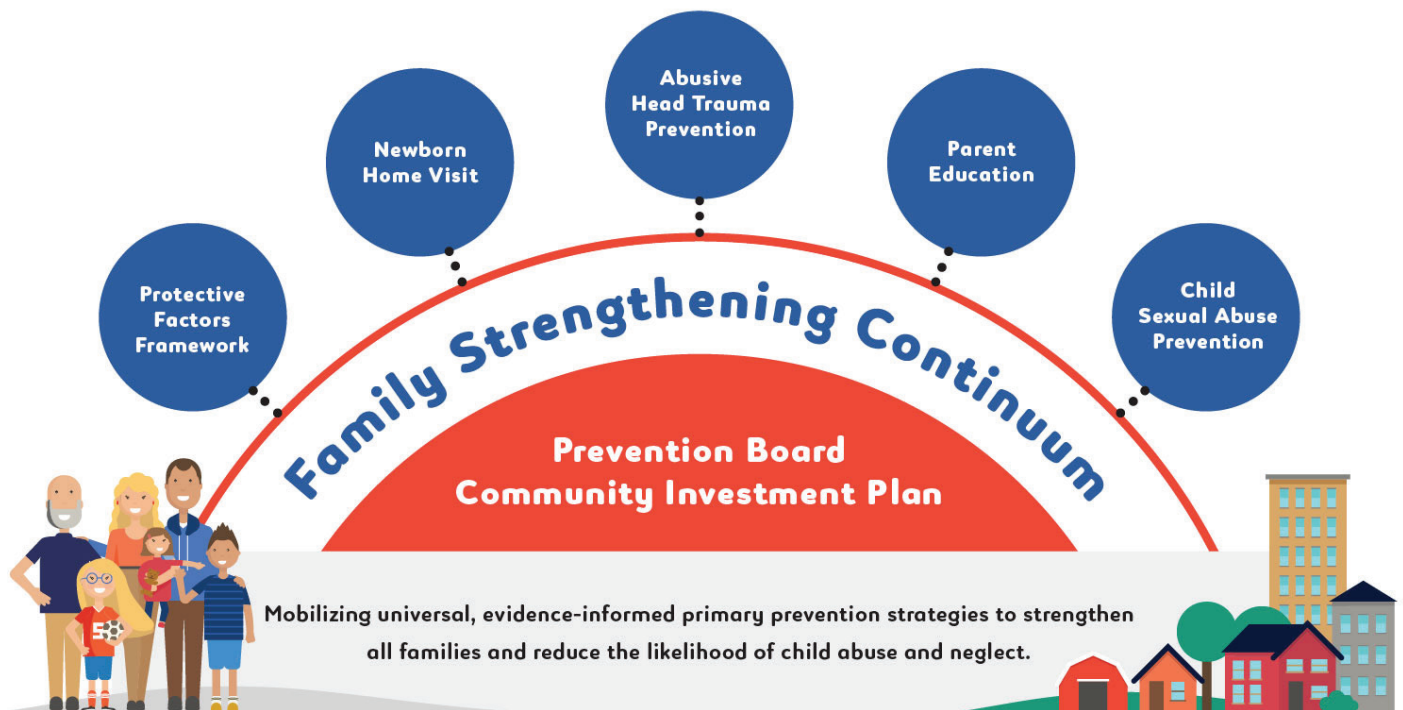 Abusive
Head Trauma
Prevention
Newborn
Home Visit
Parent
Education
Protective
Factors
Framework
Child
Sexual Abuse
Prevention
Family Strengthening Continuum
Prevention Board
Community Investment Plan
5
Mobilizing universal, evidence-informed primary prevention strategies to strengthen
all families and reduce the likelihood of child abuse and neglect.